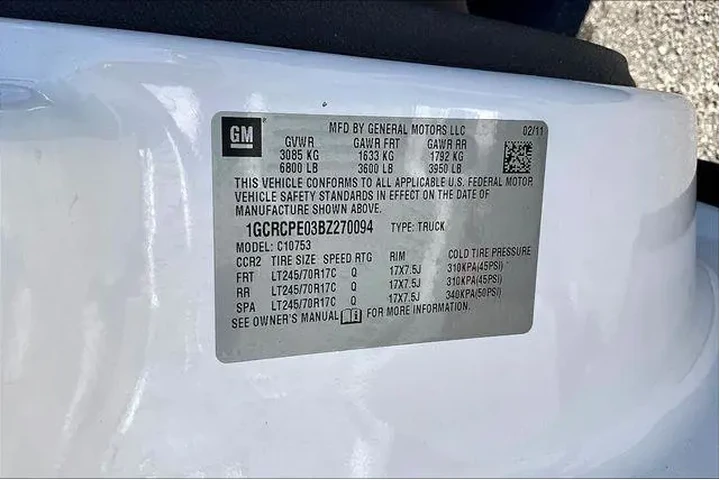 GM
MFD BY GENERAL MOTORS LLC 02/11
GVWR GAWR FRT GAWR RR
3085 KG 1633 KG 1792 KG
6800 LB 3600 LB 3950 LB
THIS VEHICLE CONFORMS TO ALL APPLICABLE U.S. FEDERAL MOTOR
VEHICLE SAFETY STANDARDS IN EFFECT ON THE DATE OF
MANUFACTURE SHOWN ABOVE.
1GCRCPE03BZ270094 TYPE: TRUCK
MODEL: C10753
CCR2 TIRE SIZE SPEED RTG RIM COLD TIRE PRESSURE
FRT LT245/70R17C Q 17X7.5J 310KPA(45PSI)
RR LT245/70R17C Q 17X7.5J 310KPA(45PSI)
SPA LT245/70R17C Q 17X7.5J 340KPA(50PSI)
SEE OWNER'S MANUAL FOR MORE INFORMATION.